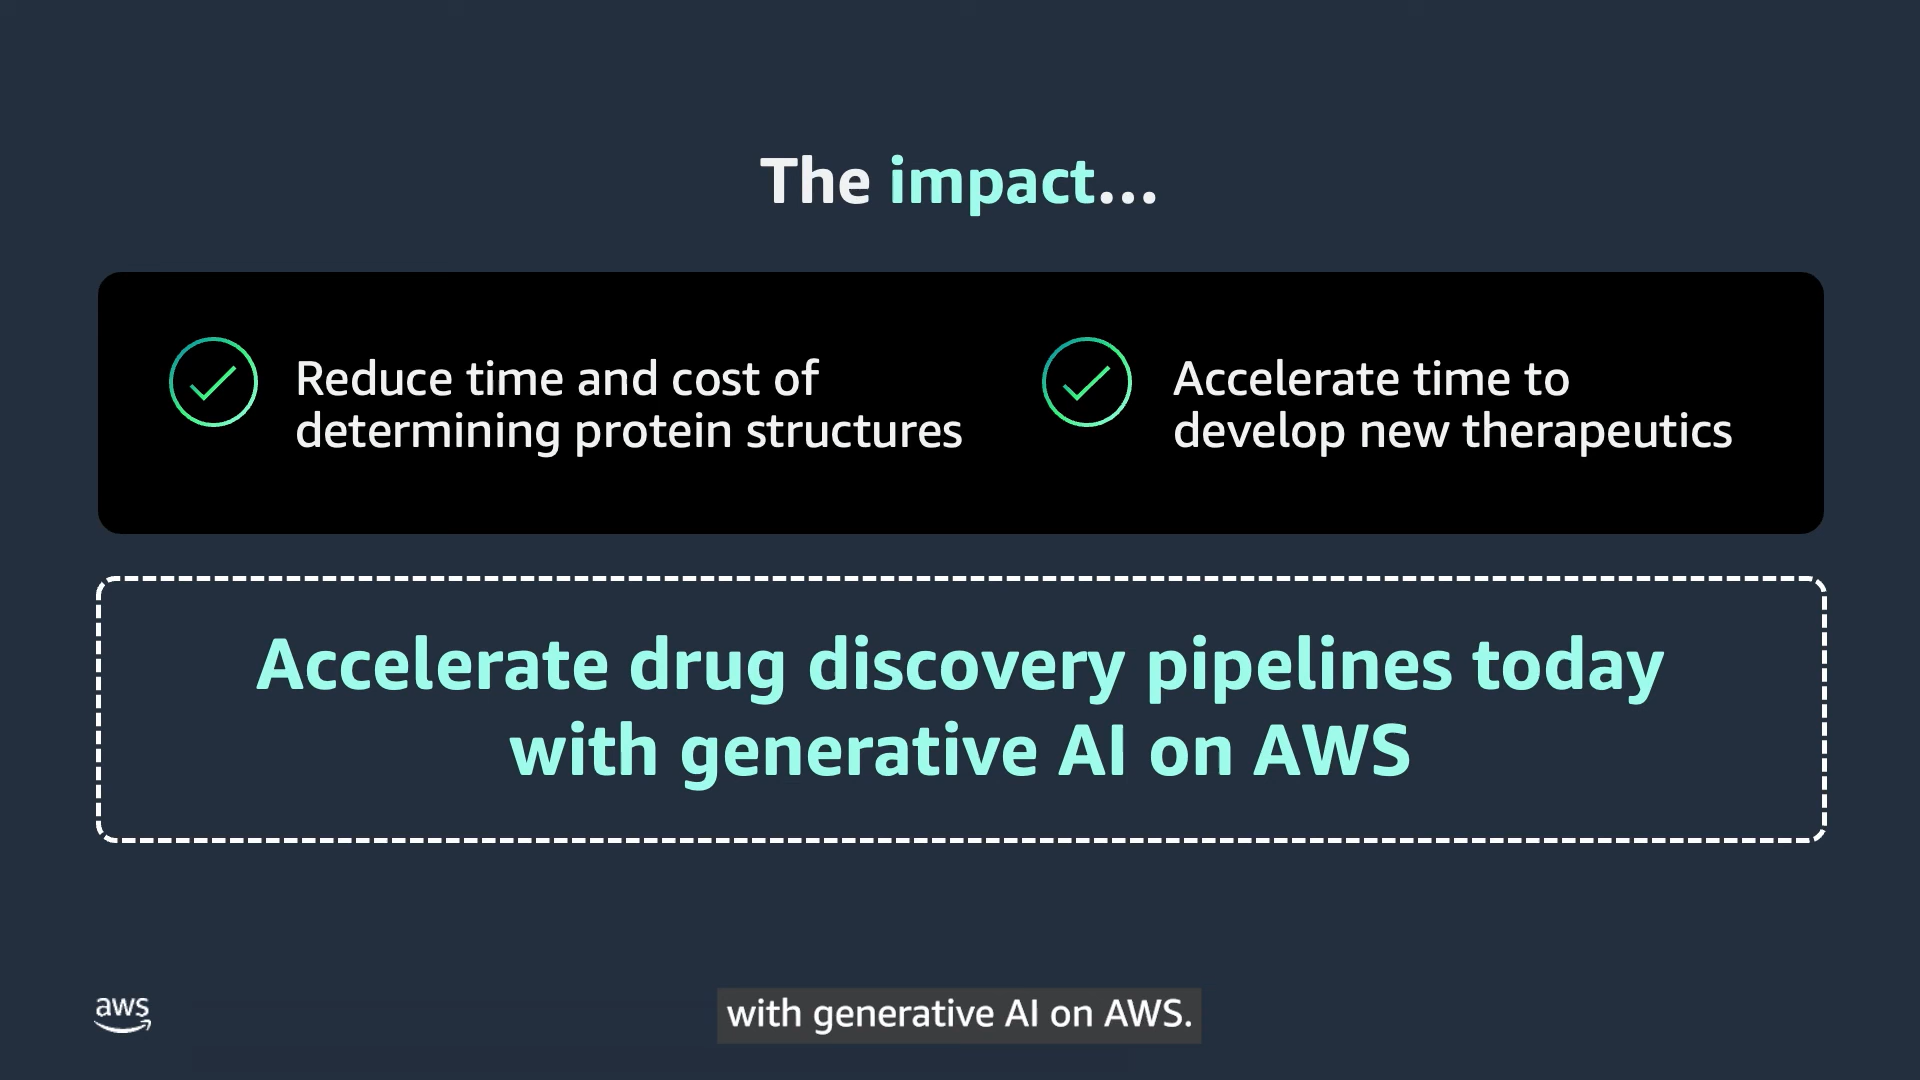 The impact...
Reduce time and cost of
determining protein structures
Accelerate time to
develop new therapeutics
Accelerate drug discovery pipelines today
with generative AI on AWS
aws
with generative AI on AWS.